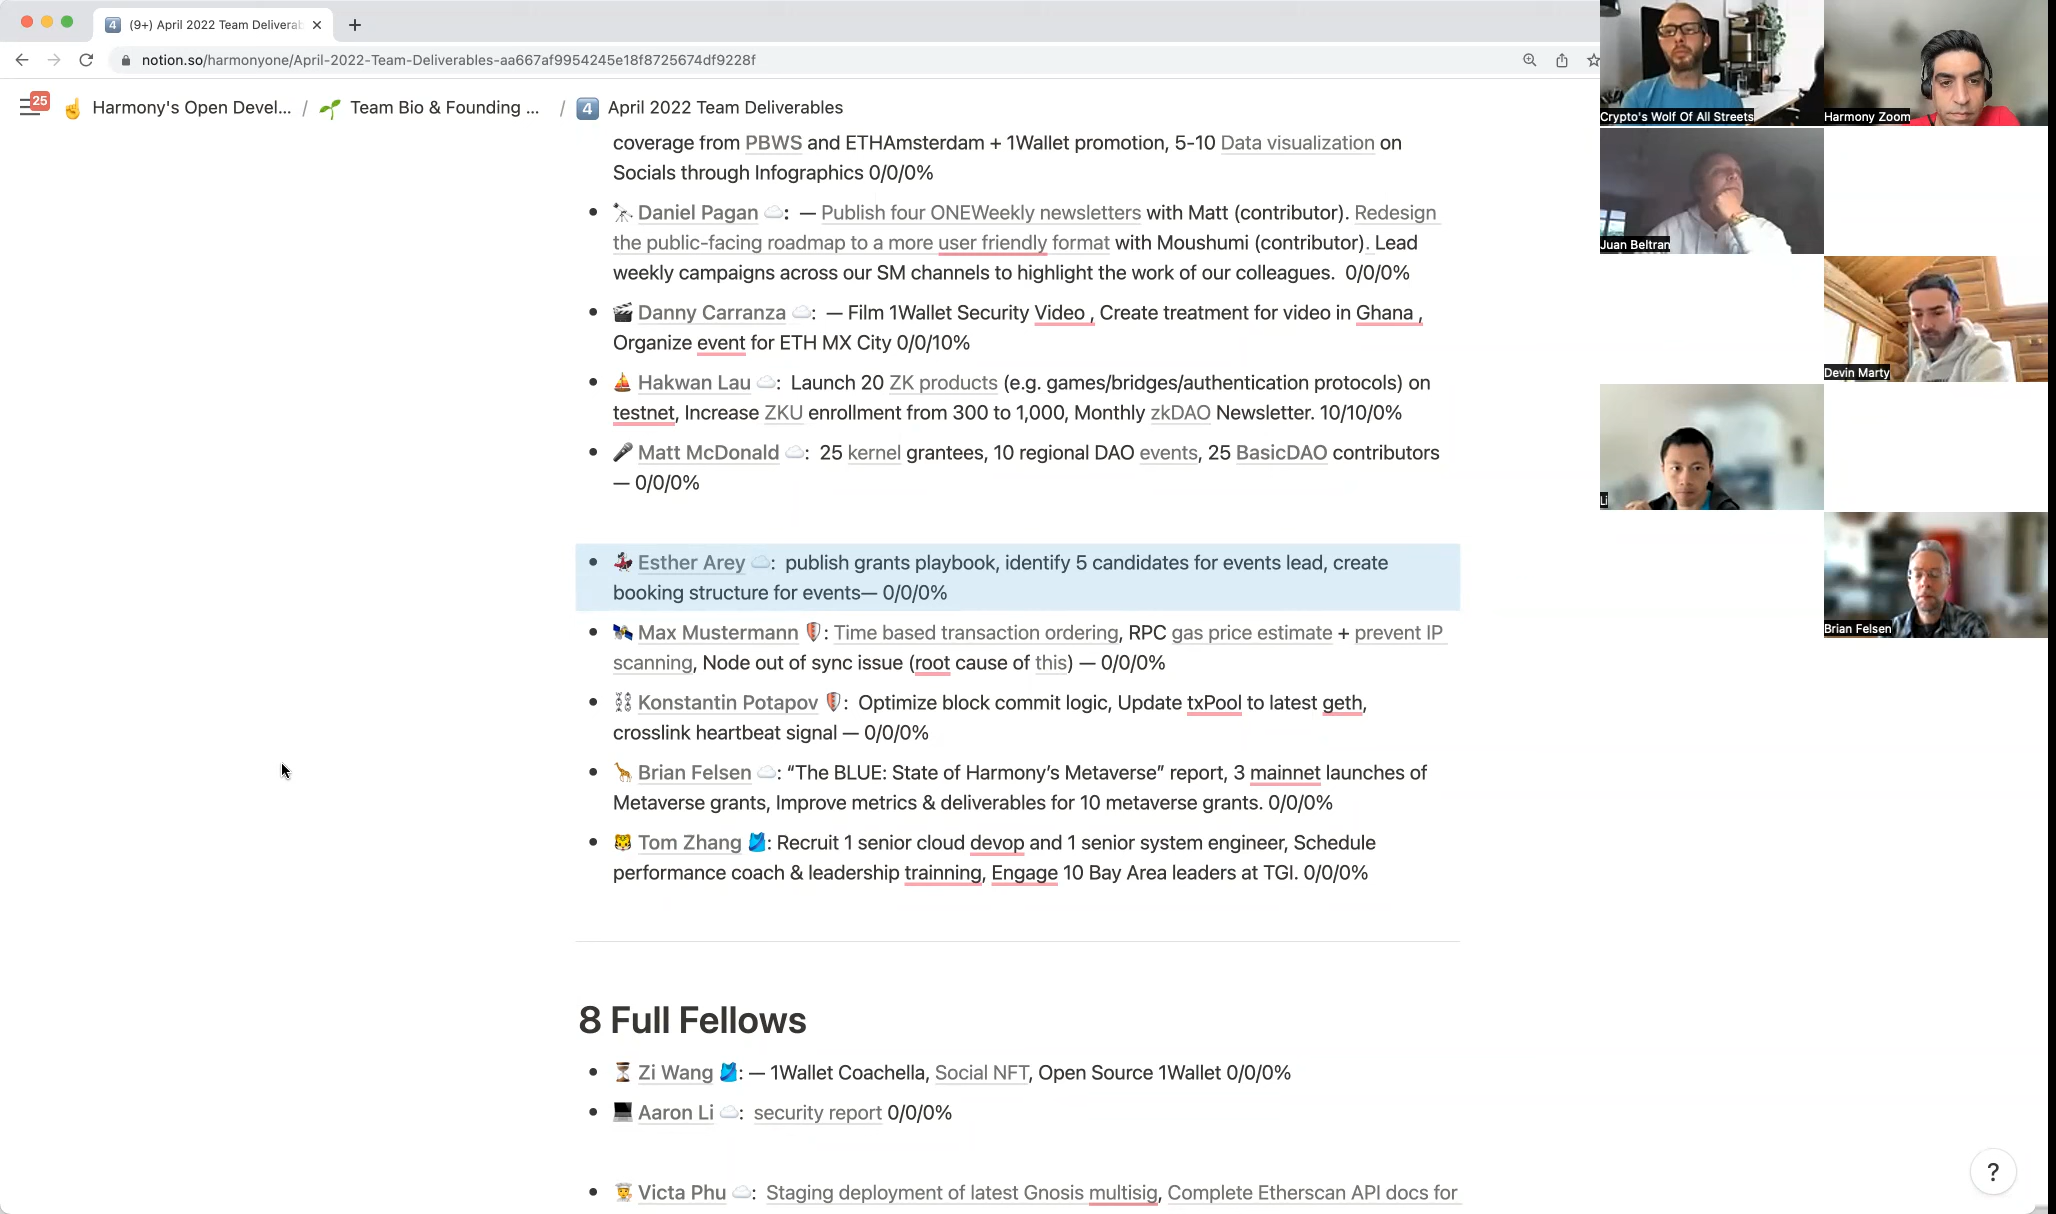 (9+) April 2022 Team Deliverab
notion.so/harmonyone/April-2022-Team-Deliverables-aa667af9954245e18f8725674df9228f
25
Harmony's Open Devel... / Team Bio & Founding ... / 4 April 2022 Team Deliverables
coverage from PBWS and ETHAmsterdam + 1Wallet promotion, 5-10 Data visualization on
Socials through Infographics 0/0/0%
Daniel Pagan : — Publish four ONEWeekly newsletters with Matt (contributor). Redesign
the public-facing roadmap to a more user friendly format with Moushumi (contributor). Lead
weekly campaigns across our SM channels to highlight the work of our colleagues. 0/0/0%
Danny Carranza : — Film 1Wallet Security Video , Create treatment for video in Ghana ,
Organize event for ETH MX City 0/0/10%
Hakwan Lau : Launch 20 ZK products (e.g. games/bridges/authentication protocols) on
testnet, Increase ZKU enrollment from 300 to 1,000, Monthly zkDAO Newsletter. 10/10/0%
Matt McDonald : 25 kernel grantees, 10 regional DAO events, 25 BasicDAO contributors
— 0/0/0%
Esther Arey : publish grants playbook, identify 5 candidates for events lead, create
booking structure for events— 0/0/0%
Max Mustermann : Time based transaction ordering, RPC gas price estimate + prevent IP
scanning, Node out of sync issue (root cause of this) — 0/0/0%
Konstantin Potapov : Optimize block commit logic, Update txPool to latest geth,
crosslink heartbeat signal — 0/0/0%
Brian Felsen : “The BLUE: State of Harmony’s Metaverse” report, 3 mainnet launches of
Metaverse grants, Improve metrics & deliverables for 10 metaverse grants. 0/0/0%
Tom Zhang : Recruit 1 senior cloud devop and 1 senior system engineer, Schedule
performance coach & leadership trainning, Engage 10 Bay Area leaders at TGI. 0/0/0%
8 Full Fellows
Zi Wang : — 1Wallet Coachella, Social NFT, Open Source 1Wallet 0/0/0%
Aaron Li : security report 0/0/0%
Victa Phu : Staging deployment of latest Gnosis multisig, Complete Etherscan API docs for
?
Crypto's Wolf Of All Streets
Harmony Zoom
Juan Beltran
Devin Marty
Li
Brian Felsen